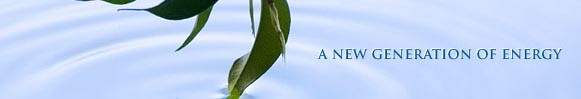 A NEW GENERATION OF ENERGY